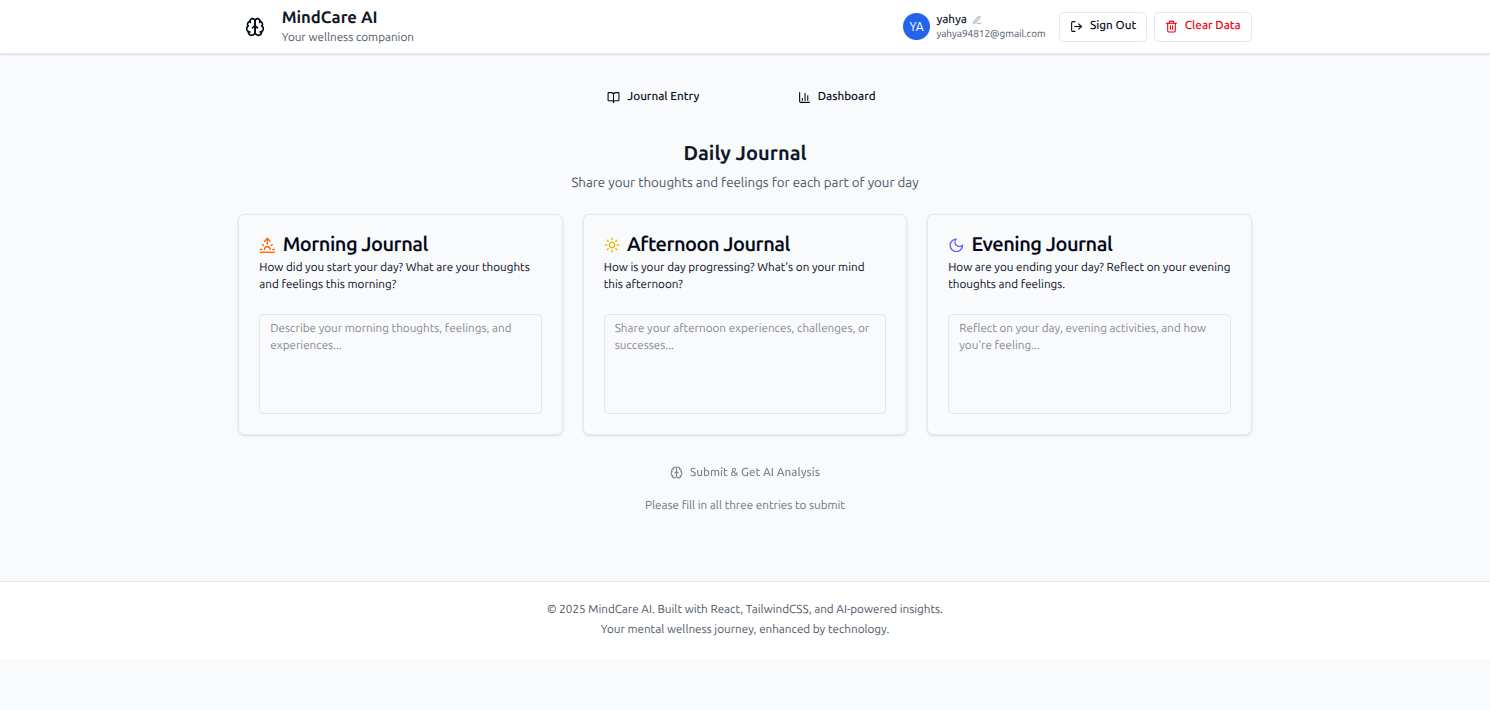 MindCare AI
Your wellness companion
YA
yahya
yahya94812@gmail.com
Sign Out
Clear Data
Journal Entry
Dashboard
Daily Journal
Share your thoughts and feelings for each part of your day
Morning Journal
How did you start your day? What are your thoughts
and feelings this morning?
Describe your morning thoughts, feelings, and
experiences...
Afternoon Journal
How is your day progressing? What's on your mind
this afternoon?
Share your afternoon experiences, challenges, or
successes...
Evening Journal
How are you ending your day? Reflect on your evening
thoughts and feelings.
Reflect on your day, evening activities, and how
you're feeling...
Submit & Get AI Analysis
Please fill in all three entries to submit
© 2025 MindCare AI. Built with React, TailwindCSS, and AI-powered insights.
Your mental wellness journey, enhanced by technology.